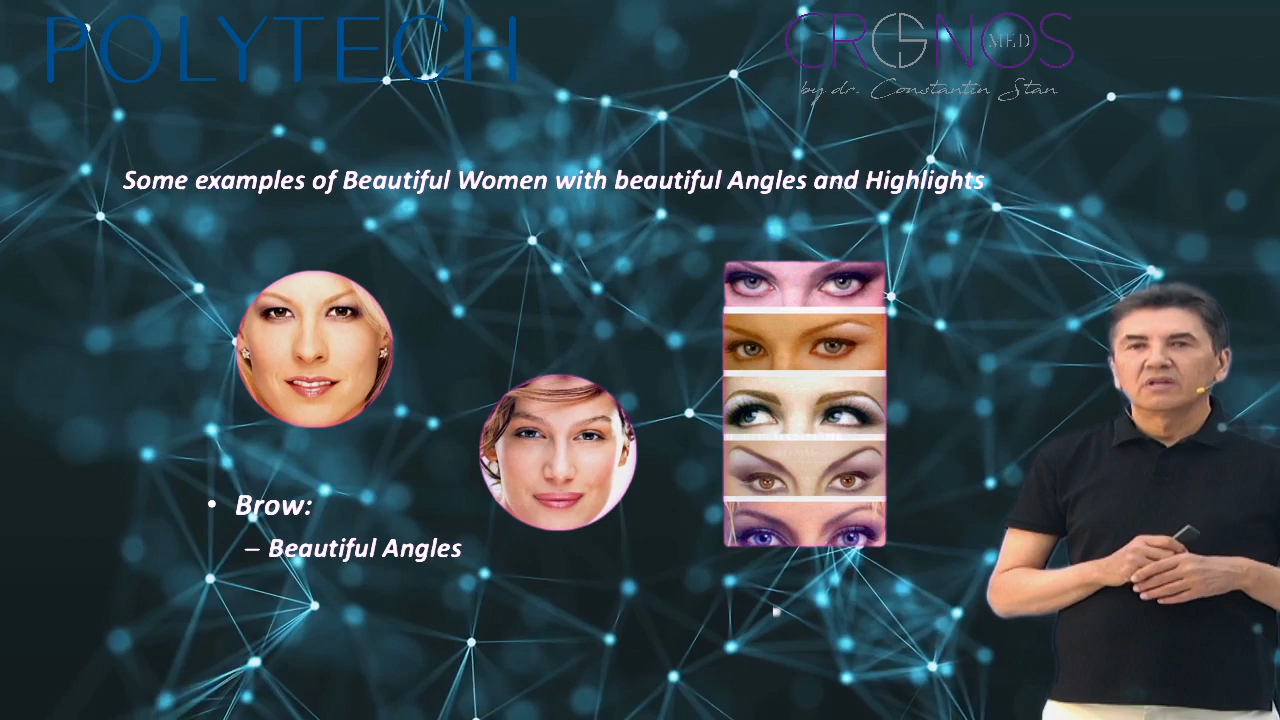 POLYTECH
CRONOS
MED
by dr. Constantin Stan
Some examples of Beautiful Women with beautiful Angles and Highlights
• Brow:
– Beautiful Angles